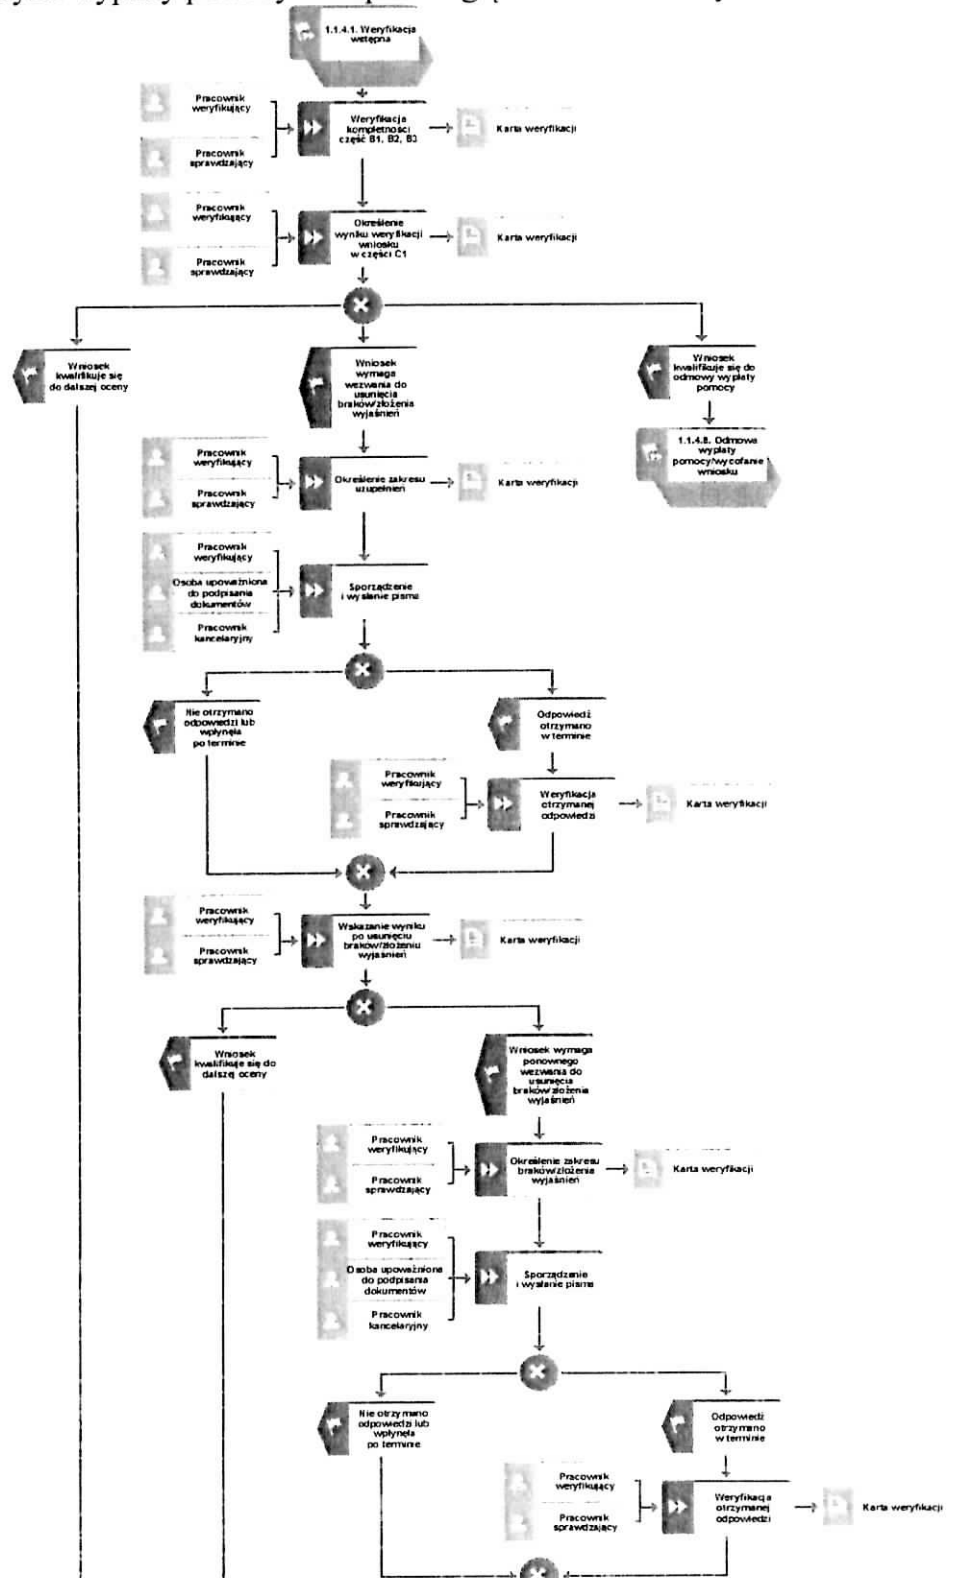 1.1.4.1. Weryfikacja
wstępna
Pracownik
weryfikujący
Pracownik
sprawdzający
Weryfikacja
kompletności
część B1, B2, B3
Karta weryfikacji
Pracownik
weryfikujący
Pracownik
sprawdzający
Określenie
wyniku weryfikacji
wniosku
w części C1
Karta weryfikacji
Wniosek
kwalifikuje się
do dalszej oceny
Wniosek
wymaga
wezwania do
usunięcia
braków/złożenia
wyjaśnień
Wniosek
kwalifikuje się do
odmowy wypłaty
pomocy
1.1.4.8. Odmowa
wypłaty
pomocy/wycofanie
wniosku
Pracownik
weryfikujący
Pracownik
sprawdzający
Określenie zakresu
uzupełnień
Karta weryfikacji
Pracownik
weryfikujący
Osoba upoważniona
do podpisania
dokumentów
Pracownik
kancelaryjny
Sporządzenie
i wysłanie pisma
Nie otrzymano
odpowiedzi lub
wpłynęła
po terminie
Odpowiedź
otrzymano
w terminie
Pracownik
weryfikujący
Pracownik
sprawdzający
Weryfikacja
otrzymanej
odpowiedzi
Karta weryfikacji
Pracownik
weryfikujący
Pracownik
sprawdzający
Wskazanie wyniku
po usunięciu
braków/złożeniu
wyjaśnień
Karta weryfikacji
Wniosek
kwalifikuje się do
dalszej oceny
Wniosek wymaga
ponownego
wezwania do
usunięcia
braków/złożenia
wyjaśnień
Pracownik
weryfikujący
Pracownik
sprawdzający
Określenie zakresu
braków/złożenia
wyjaśnień
Karta weryfikacji
Pracownik
weryfikujący
Osoba upoważniona
do podpisania
dokumentów
Pracownik
kancelaryjny
Sporządzenie
i wysłanie pisma
Nie otrzymano
odpowiedzi lub
wpłynęła
po terminie
Odpowiedź
otrzymano
w terminie
Pracownik
weryfikujący
Pracownik
sprawdzający
Weryfikacja
otrzymanej
odpowiedzi
Karta weryfikacji